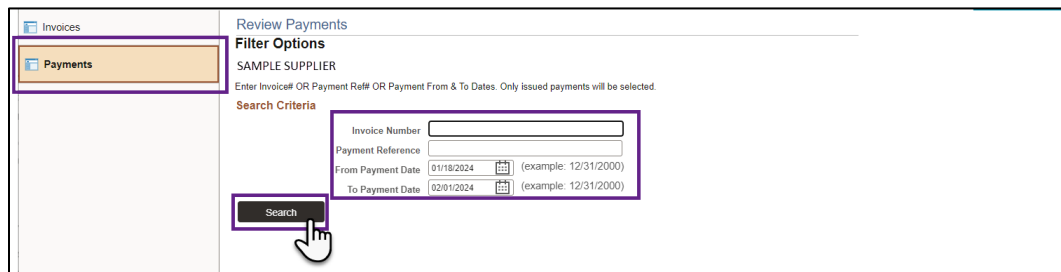 Invoices
Payments
Review Payments
Filter Options
SAMPLE SUPPLIER
Enter Invoice# OR Payment Ref# OR Payment From & To Dates. Only issued payments will be selected.
Search Criteria
Invoice Number
Payment Reference
From Payment Date 01/18/2024 (example: 12/31/2000)
To Payment Date 02/01/2024 (example: 12/31/2000)
Search